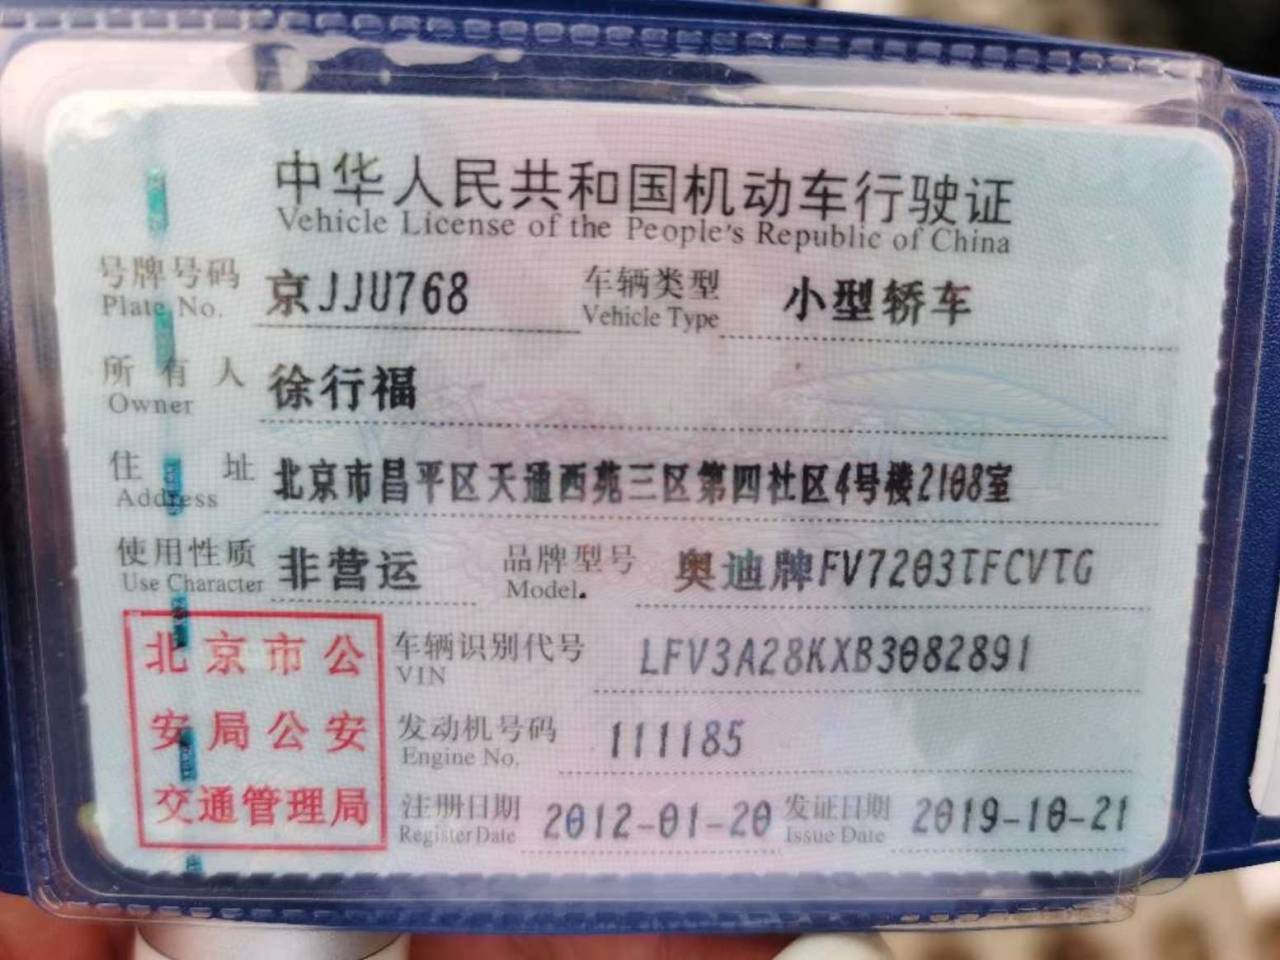 中华人民共和国机动车行驶证
Vehicle License of the People's Republic of China
号牌号码 京JJU768 车辆类型 小型轿车
Plate No. Vehicle Type
所有人 徐行福
Owner
住址 北京市昌平区天通西苑三区第四社区4号楼2108室
Address
使用性质 非营运 品牌型号 奥迪牌FV7203TFCVTG
Use Character Model.
北京市公
安局公安
交通管理局
车辆识别代号 LFV3A28KXB3082891
VIN
发动机号码 111185
Engine No.
注册日期 2012-01-20 发证日期 2019-10-21
Register Date Issue Date